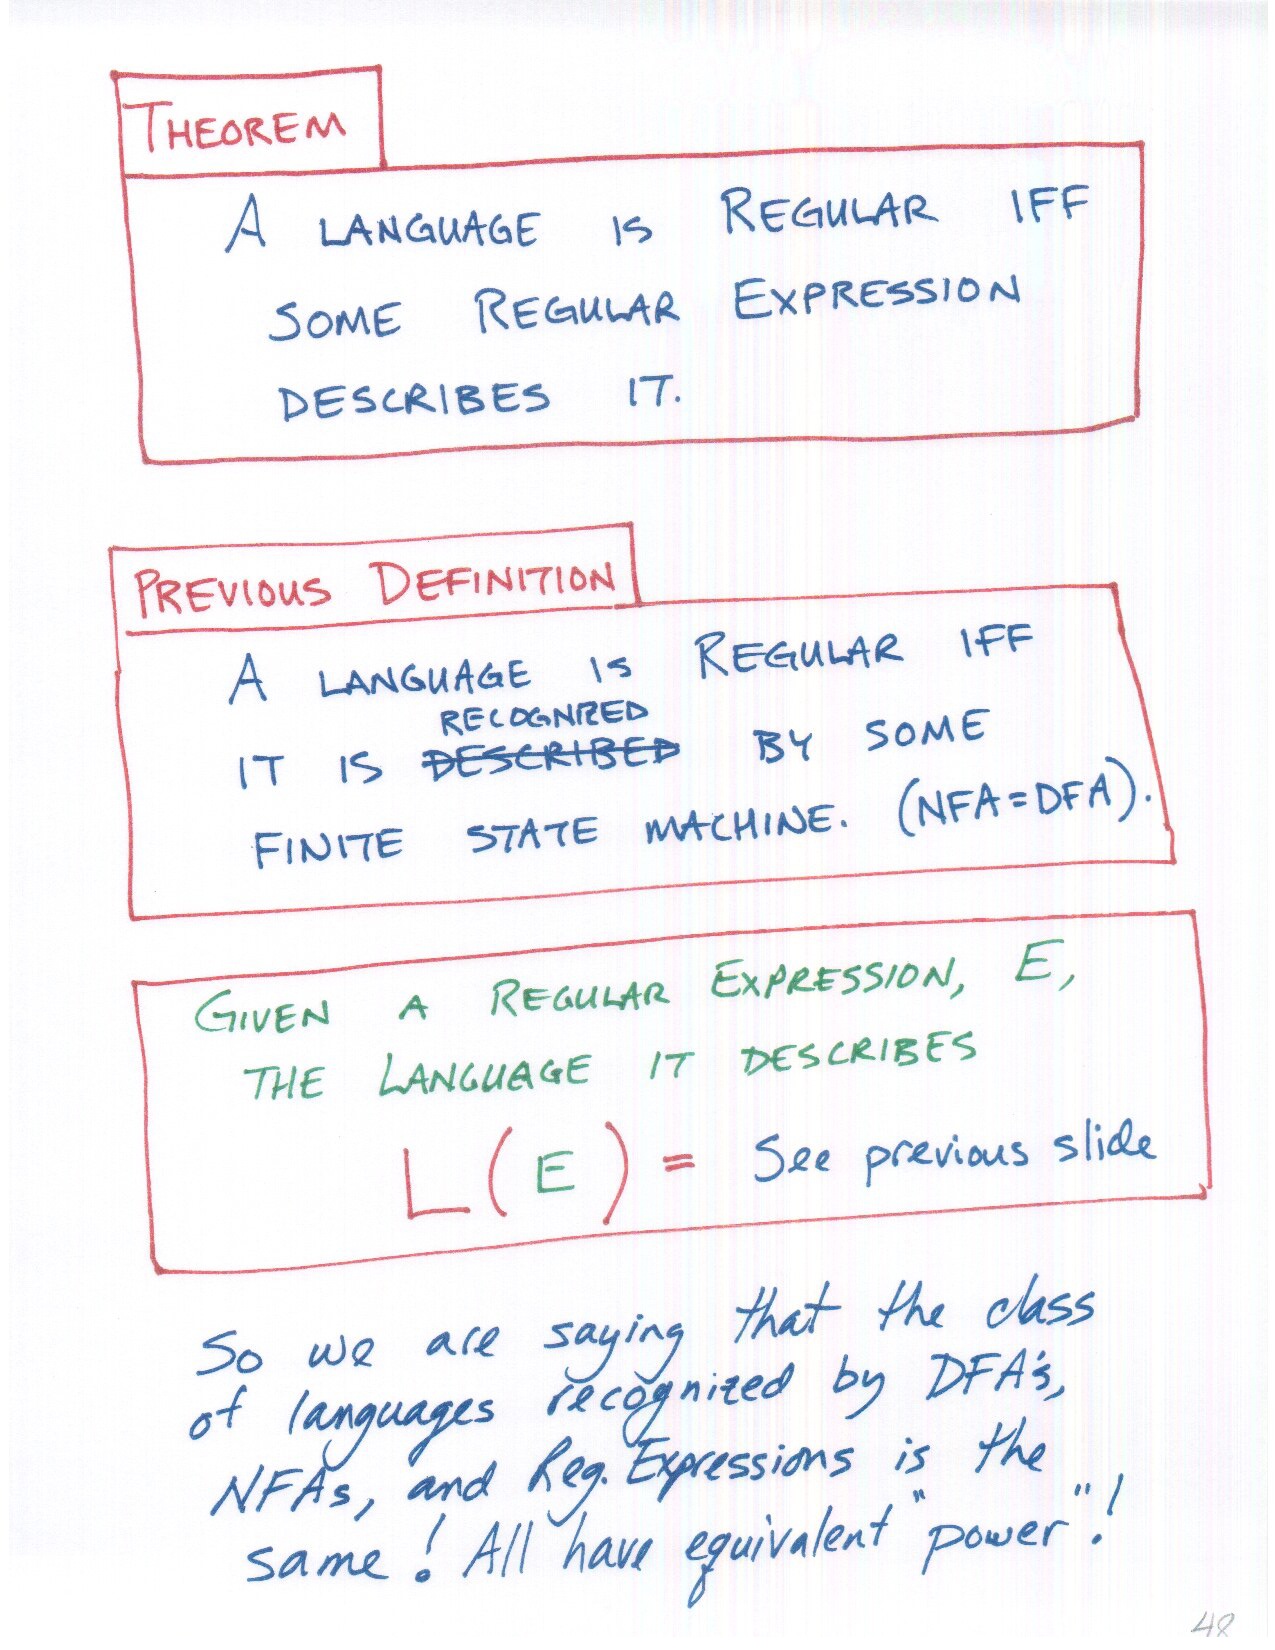 THEOREM
A LANGUAGE IS REGULAR IFF
SOME REGULAR EXPRESSION
DESCRIBES IT.
PREVIOUS DEFINITION
A LANGUAGE IS REGULAR IFF
RECOGNIZED
IT IS DESCRIBED BY SOME
FINITE STATE MACHINE. (NFA=DFA).
GIVEN A REGULAR EXPRESSION, E,
THE LANGUAGE IT DESCRIBES
L(E) = See previous slide
So we are saying that the class
of languages recognized by DFA's,
NFAs, and Reg. Expressions is the
same! All have equivalent "power"!
48